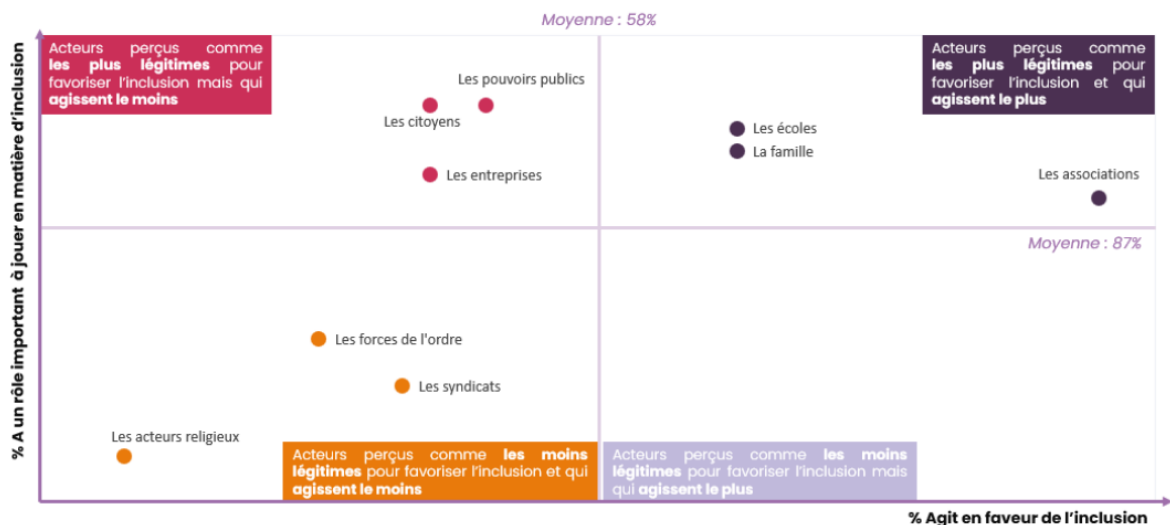 Moyenne : 58%
Acteurs perçus comme
les plus légitimes pour
favoriser l'inclusion mais qui
agissent le moins
Acteurs perçus comme
les plus légitimes pour
favoriser l'inclusion et qui
agissent le plus
Les pouvoirs publics
Les citoyens
Les écoles
La famille
Les entreprises
Les associations
Moyenne : 87%
% A un rôle important à jouer en matière d'inclusion
Les forces de l'ordre
Les syndicats
Les acteurs religieux
Acteurs perçus comme les moins
légitimes pour favoriser l'inclusion et qui
agissent le moins
Acteurs perçus comme les moins
légitimes pour favoriser l'inclusion mais
qui agissent le plus
% Agit en faveur de l'inclusion